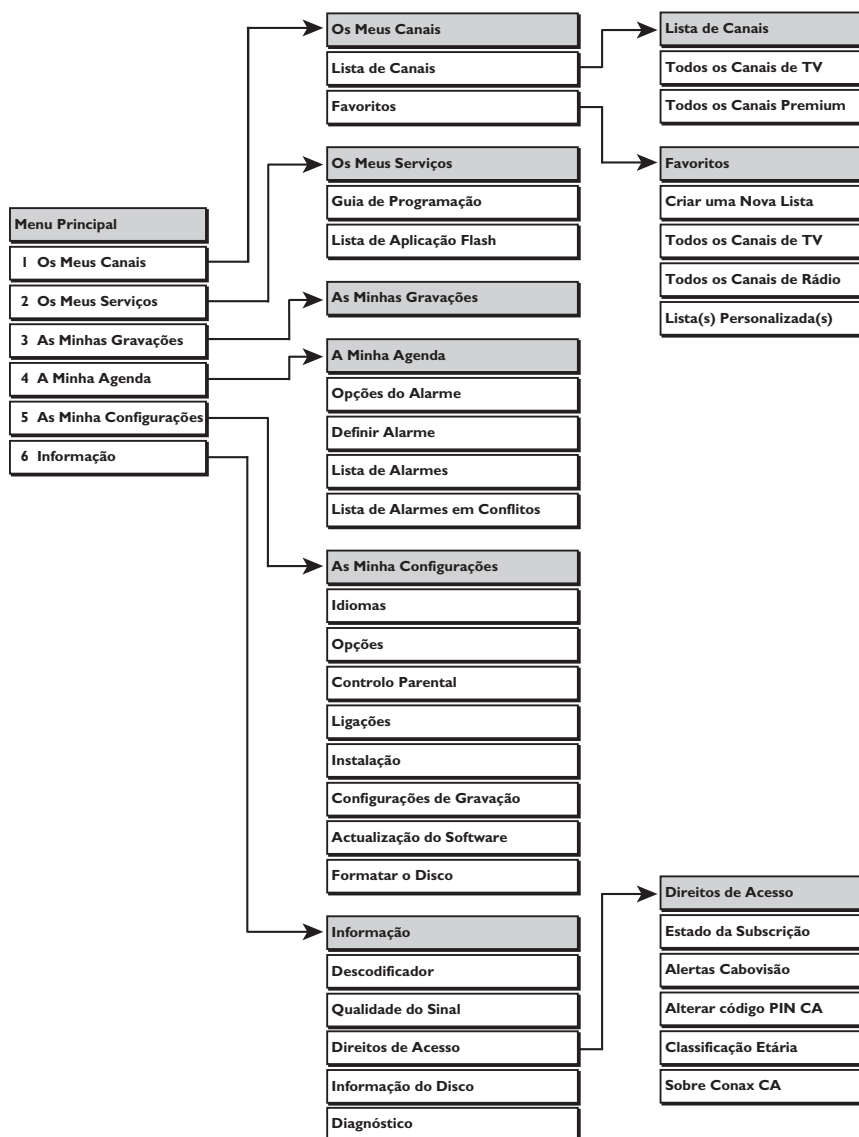 Menu Principal
1 Os Meus Canais
2 Os Meus Serviços
3 As Minhas Gravações
4 A Minha Agenda
5 As Minha Configurações
6 Informação
Os Meus Canais
Lista de Canais
Favoritos
Os Meus Serviços
Guia de Programação
Lista de Aplicação Flash
As Minhas Gravações
A Minha Agenda
Opções do Alarme
Definir Alarme
Lista de Alarmes
Lista de Alarmes em Conflitos
As Minha Configurações
Idiomas
Opções
Controlo Parental
Ligações
Instalação
Configurações de Gravação
Actualização do Software
Formatar o Disco
Informação
Descodificador
Qualidade do Sinal
Direitos de Acesso
Informação do Disco
Diagnóstico
Lista de Canais
Todos os Canais de TV
Todos os Canais Premium
Favoritos
Criar uma Nova Lista
Todos os Canais de TV
Todos os Canais de Rádio
Lista(s) Personalizada(s)
Direitos de Acesso
Estado da Subscrição
Alertas Cabovisão
Alterar código PIN CA
Classificação Etária
Sobre Conax CA